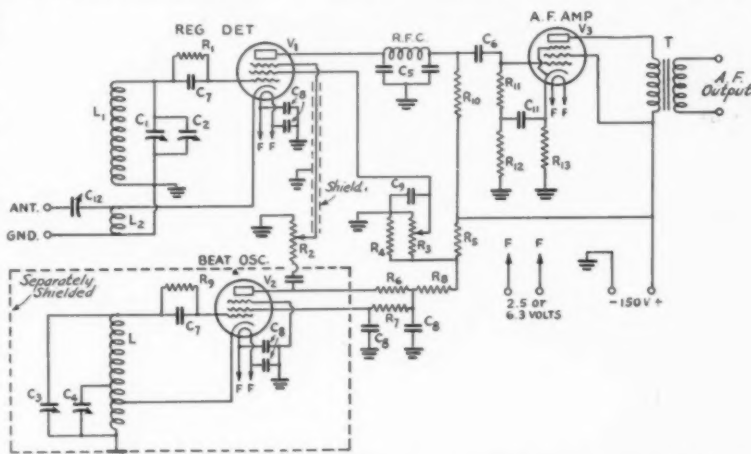 REG DET
V1
R.F.C.
C6
A.F. AMP
V3
T
R1
C7
C8
C5
R10
R11
C11
A.F.
Output
L1
C1
C2
F F
F F
R12
R13
Shield.
C9
ANT.
C12
GND.
L2
R2
R4
R3
R5
BEAT OSC.
Separately
Shielded
R9
V2
R6
R8
F
F
2.5 OR
6.3 VOLTS
-150V+
C7
C8
R7
C8
C8
L
C3
C4
F F